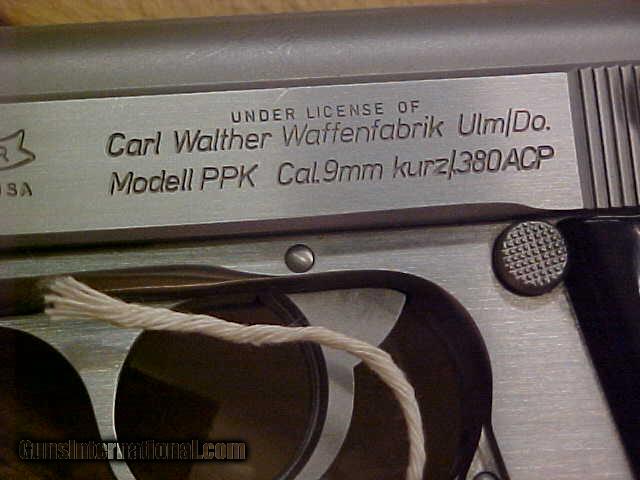 UNDER LICENSE OF
Carl Walther Waffenfabrik Ulm/Do.
Modell PPK Cal.9mm kurz/.380ACP
R
USA
GunsInternational.com